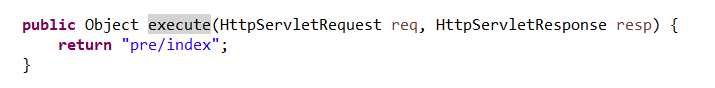 public Object execute(HttpServletRequest req, HttpServletResponse resp) {
    return "pre/index";
}